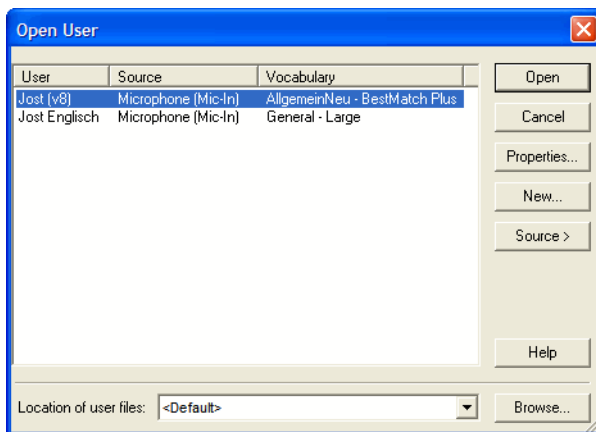 Open User
User Source Vocabulary
Jost (v8) Microphone (Mic-In) AllgemeinNeu - BestMatch Plus
Jost Englisch Microphone (Mic-In) General - Large
Open
Cancel
Properties...
New...
Source >
Help
Location of user files: <Default> Browse...